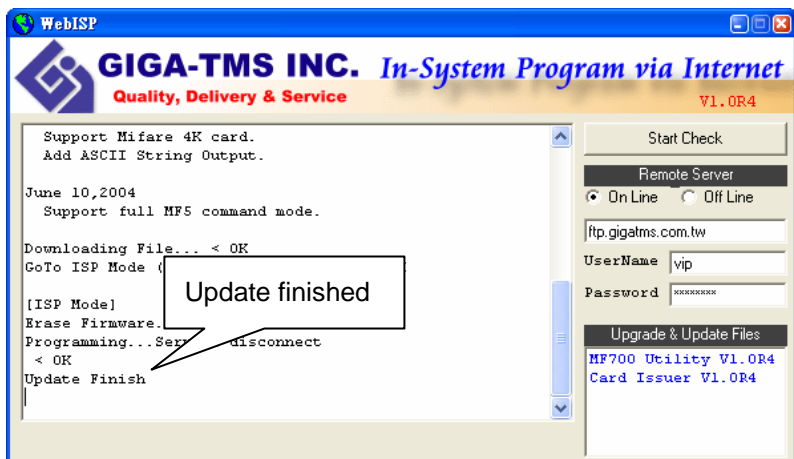 WebISP
GIGA-TMS INC.
Quality, Delivery & Service
In-System Program via Internet
V1.0R4
Support Mifare 4K card.
Add ASCII String Output.
June 10,2004
Support full MF5 command mode.
Downloading File... < OK
GoTo ISP Mode (
[ISP Mode]
Erase Firmware.
Programming...Ser disconnect
< OK
Update Finish
Update finished
Start Check
Remote Server
On Line
Off Line
ftp.gigatms.com.tw
UserName
vip
Password
********
Upgrade & Update Files
MF700 Utility V1.0R4
Card Issuer V1.0R4